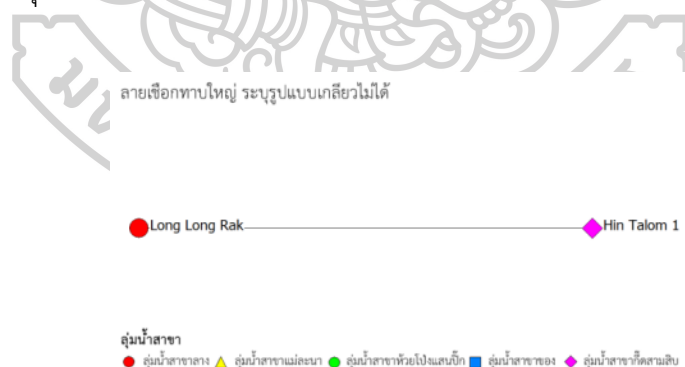 ลายเชือกทาบใหญ่ ระบุรูปแบบเกลียวไม่ได้
Long Long Rak
Hin Talom 1
ลุ่มน้ำสาขา
ลุ่มน้ำสาขาลาง ลุ่มน้ำสาขาแม่ละนา ลุ่มน้ำสาขาห้วยโป่งแสนปิ๊ก ลุ่มน้ำสาขาของ ลุ่มน้ำสาขากึ๊ดสามสิบ